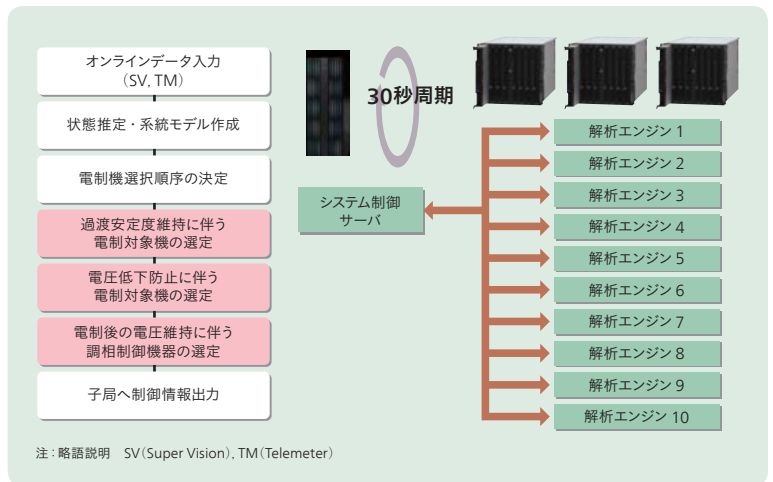 オンラインデータ入力
(SV, TM)
状態推定・系統モデル作成
電制機選択順序の決定
過渡安定度維持に伴う
電制対象機の選定
電圧低下防止に伴う
電制対象機の選定
電制後の電圧維持に伴う
調相制御機器の選定
子局へ制御情報出力
30秒周期
システム制御
サーバ
解析エンジン 1
解析エンジン 2
解析エンジン 3
解析エンジン 4
解析エンジン 5
解析エンジン 6
解析エンジン 7
解析エンジン 8
解析エンジン 9
解析エンジン 10
注:略語説明 SV(Super Vision), TM(Telemeter)